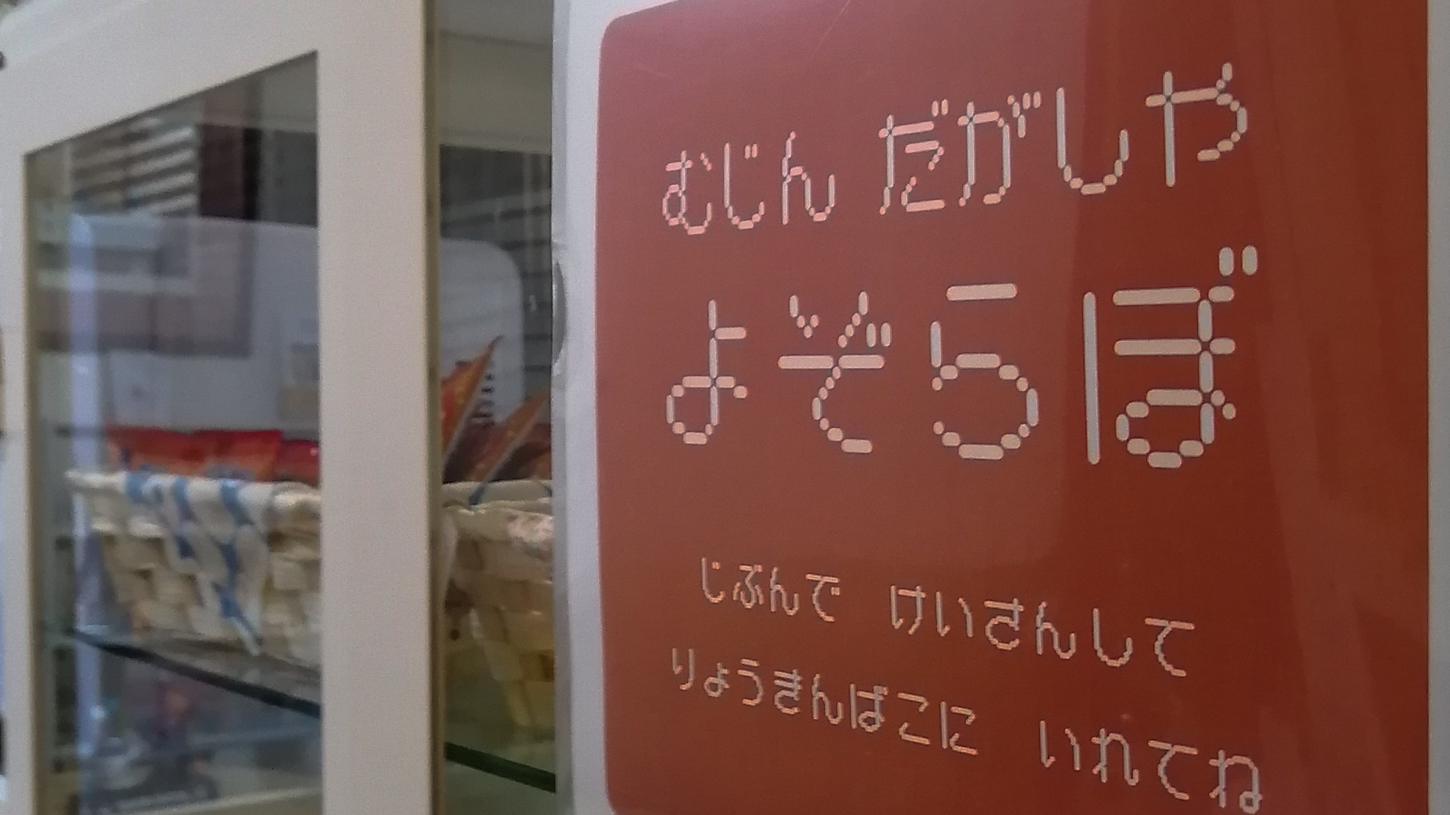 むじん だがしや
よぞらぼ
じぶんで けいさんして
りょうきんばこに いれてね